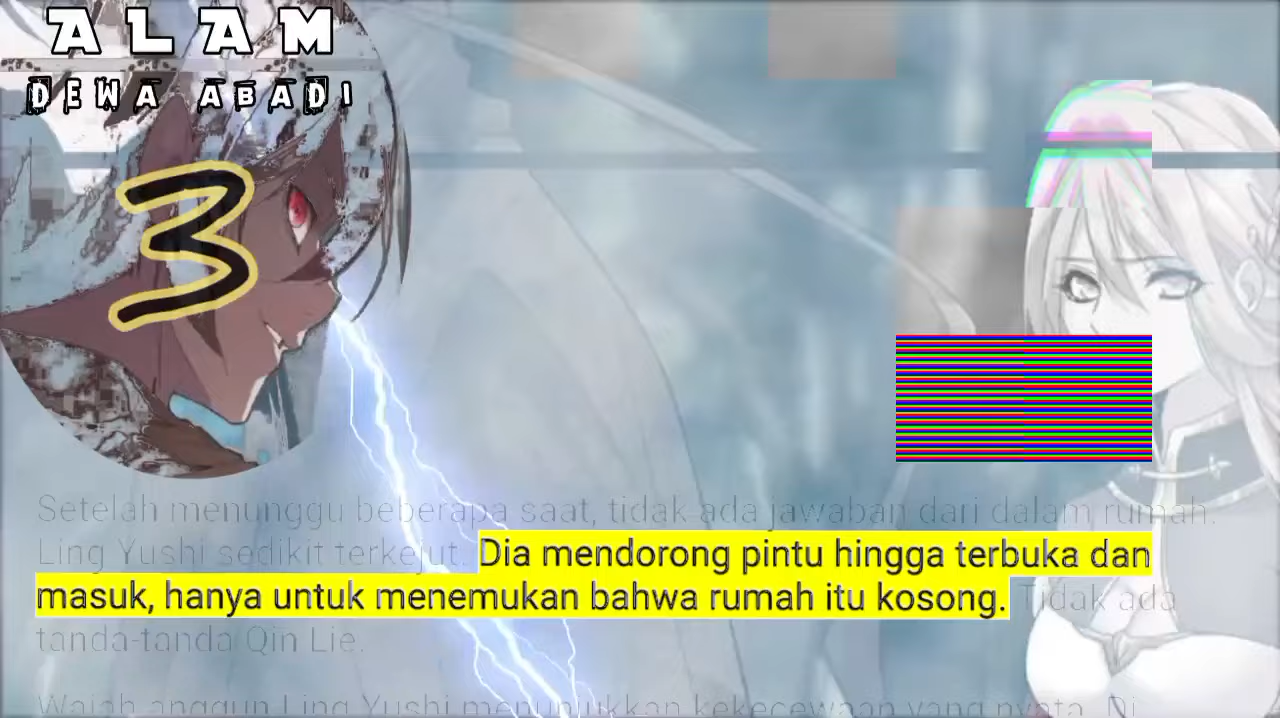 ALAM
DEWA ABADI
3
Setelah menunggu beberapa saat, tidak ada jawaban dari dalam rumah.
Ling Yushi sedikit terkejut. Dia mendorong pintu hingga terbuka dan
masuk, hanya untuk menemukan bahwa rumah itu kosong. Tidak ada
tanda-tanda Qin Lie.
Wajah anggun Ling Yushi menunjukkan kekecewaan yang nyata. Di